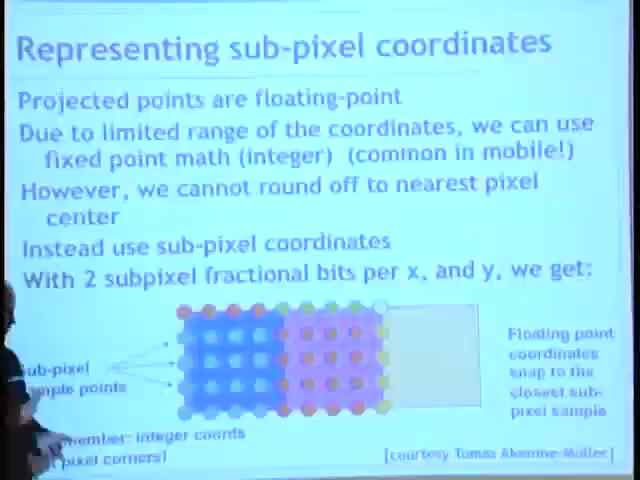 Representing sub-pixel coordinates
Projected points are floating-point
Due to limited range of the coordinates, we can use
fixed point math (integer) (common in mobile!)
However, we cannot round off to nearest pixel
center
Instead use sub-pixel coordinates
With 2 subpixel fractional bits per x, and y, we get:
Sub-pixel
sample points
Floating point
coordinates
snap to the
closest sub-
pixel sample
integer coords
pixel corners)
[courtesy Tomas Akenine-Möller]